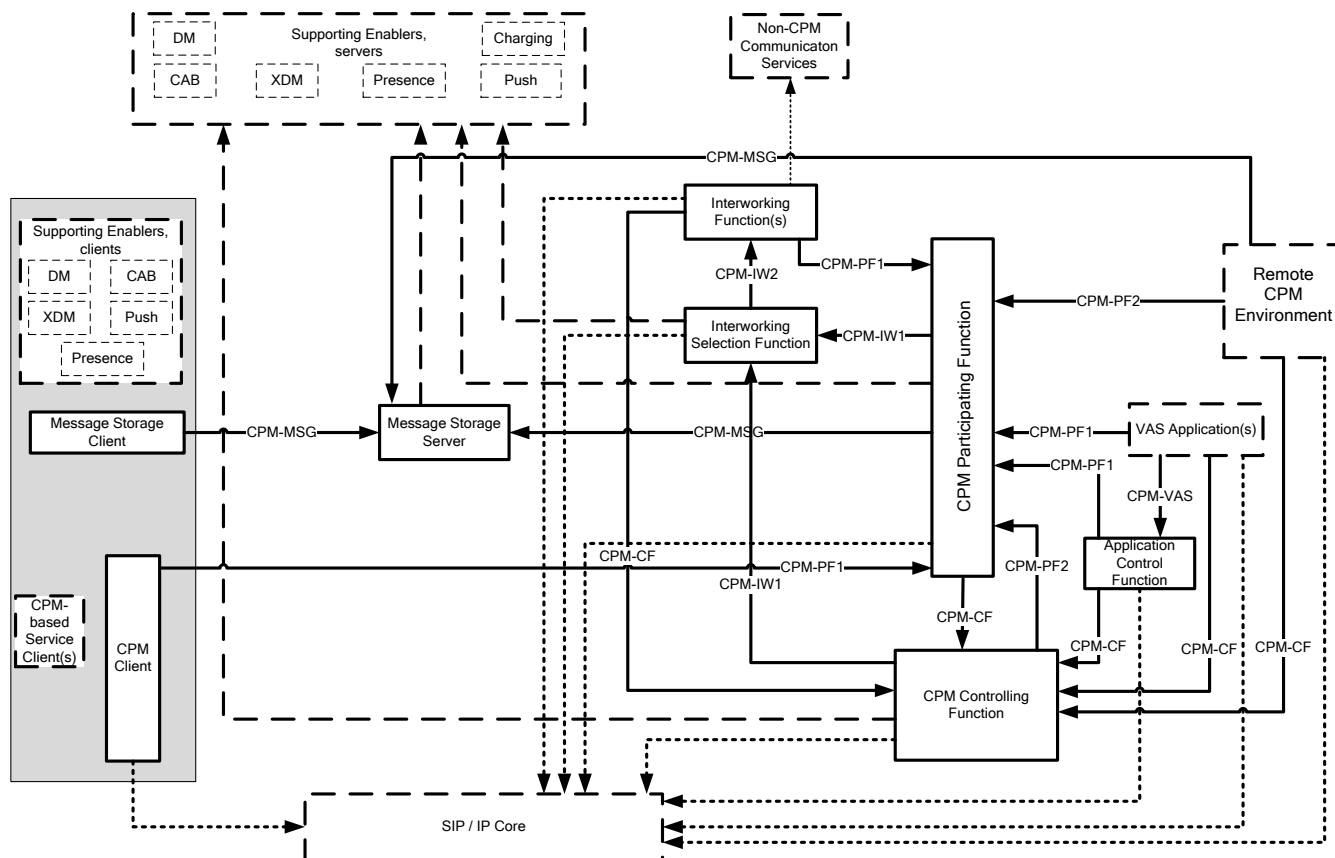 DM
Supporting Enablers,
servers
Charging
CAB
XDM
Presence
Push
Non-CPM
Communicaton
Services
CPM-MSG
Supporting Enablers,
clients
DM
CAB
XDM
Push
Presence
Interworking
Function(s)
CPM-PF1
CPM-IW2
Remote
CPM
Environment
CPM-PF2
Interworking
Selection Function
CPM-IW1
CPM Participating Function
Message Storage
Client
CPM-MSG
Message Storage
Server
CPM-MSG
CPM-PF1
VAS Application(s)
CPM-PF1
CPM-VAS
Application
Control
Function
CPM-CF
CPM-IW1
CPM-PF1
CPM-PF2
CPM-based
Service
Client(s)
CPM
Client
CPM-CF
CPM-CF
CPM-CF
CPM-CF
CPM Controlling
Function
SIP / IP Core